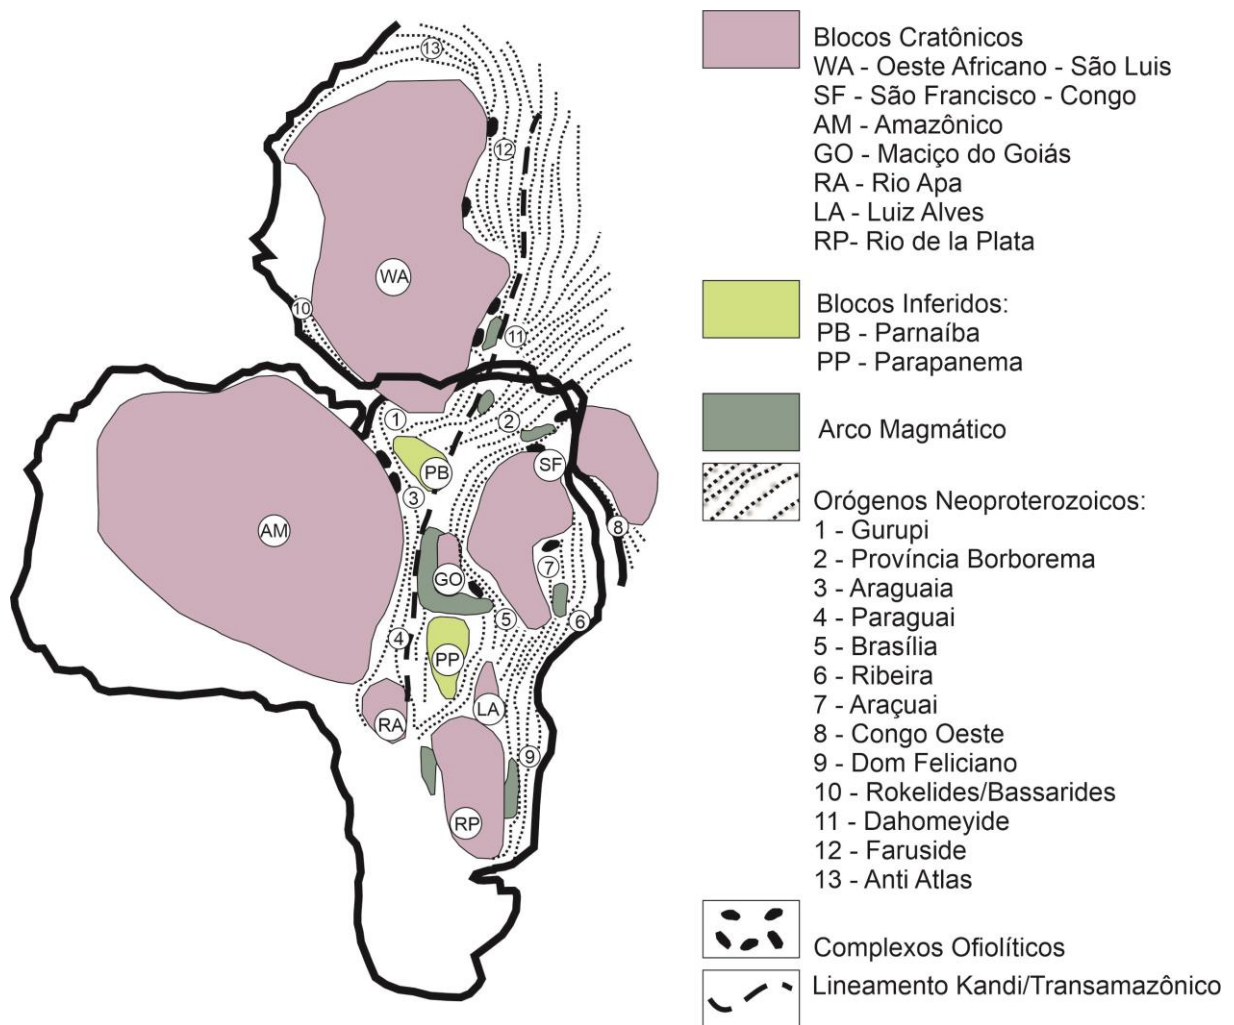 13
12
WA
10
11
1
2
PB
SF
3
AM
8
GO
7
5
6
4
PP
RA
LA
9
RP
Blocos Cratônicos
WA - Oeste Africano - São Luis
SF - São Francisco - Congo
AM - Amazônico
GO - Maciço do Goiás
RA - Rio Apa
LA - Luiz Alves
RP- Rio de la Plata
Blocos Inferidos:
PB - Parnaíba
PP - Parapanema
Arco Magmático
Orógenos Neoproterozoicos:
1 - Gurupi
2 - Província Borborema
3 - Araguaia
4 - Paraguai
5 - Brasília
6 - Ribeira
7 - Araçuai
8 - Congo Oeste
9 - Dom Feliciano
10 - Rokelides/Bassarides
11 - Dahomeyide
12 - Faruside
13 - Anti Atlas
Complexos Ofiolíticos
Lineamento Kandi/Transamazônico